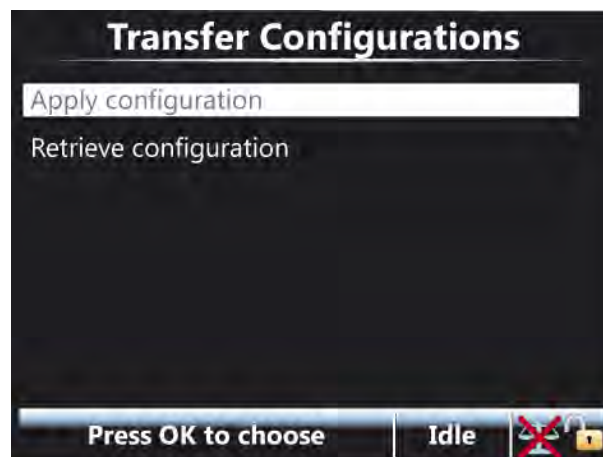 Transfer Configurations
Apply configuration
Retrieve configuration
Press OK to choose
Idle